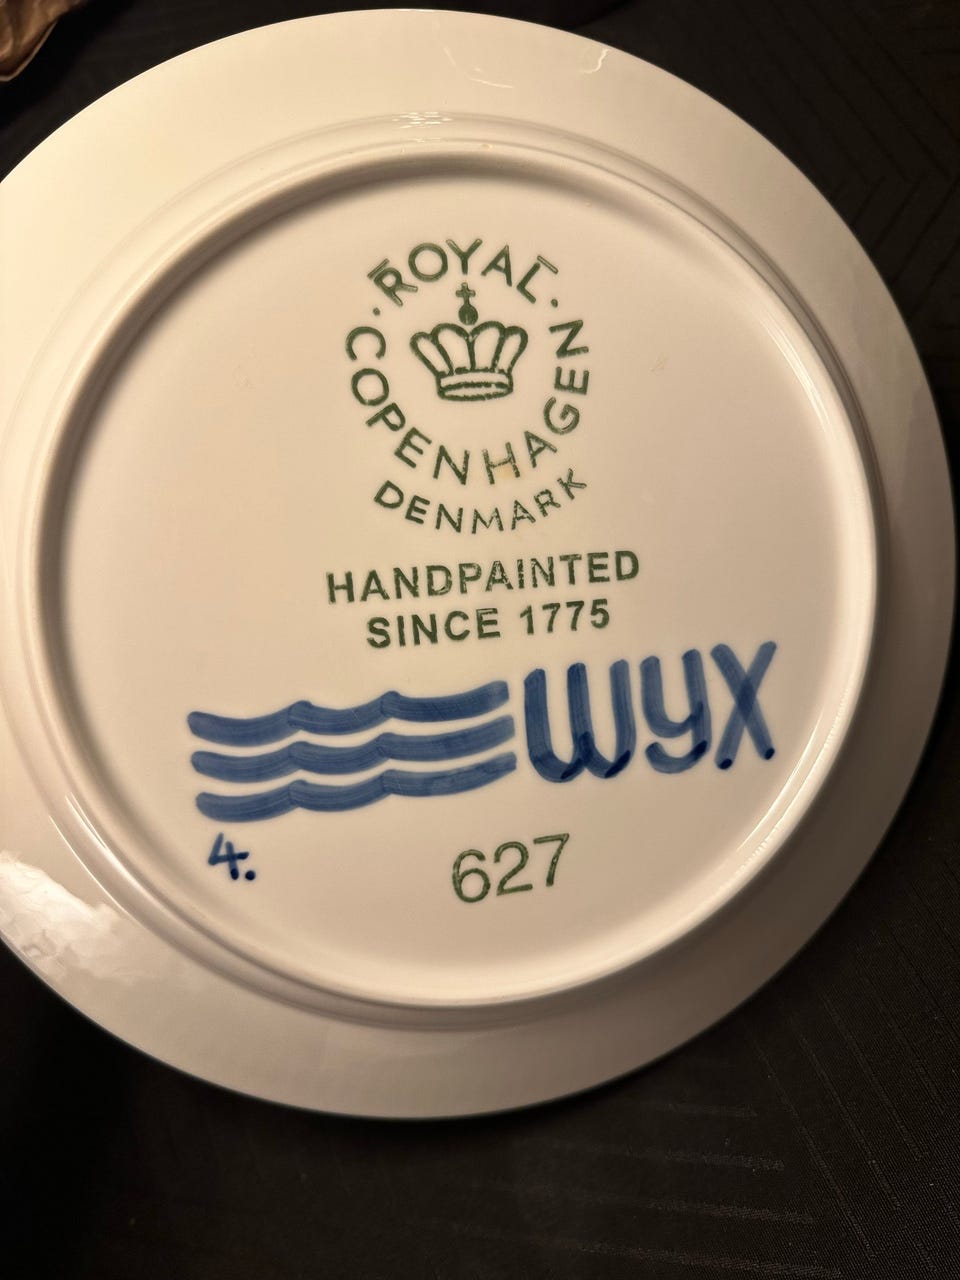 ROYAL
COPENHAGEN
DENMARK
HANDPAINTED
SINCE 1775
wyx
4.
627